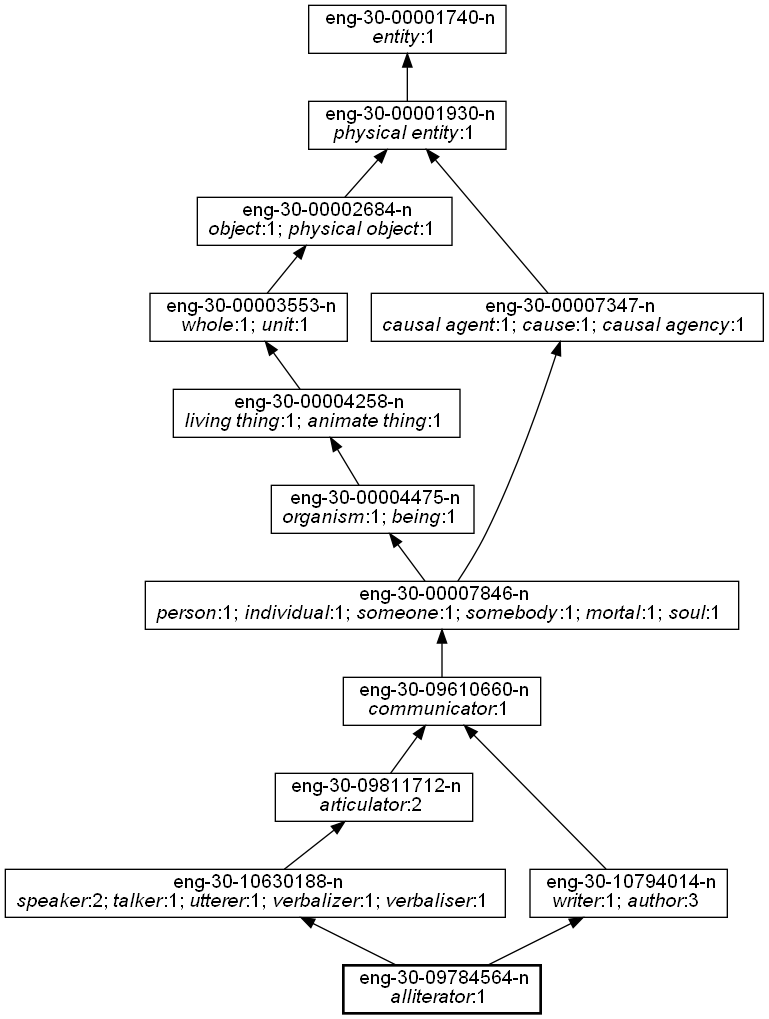 eng-30-00001740-n
entity:1
eng-30-00001930-n
physical entity:1
eng-30-00002684-n
object:1; physical object:1
eng-30-00003553-n
whole:1; unit:1
eng-30-00007347-n
causal agent:1; cause:1; causal agency:1
eng-30-00004258-n
living thing:1; animate thing:1
eng-30-00004475-n
organism:1; being:1
eng-30-00007846-n
person:1; individual:1; someone:1; somebody:1; mortal:1; soul:1
eng-30-09610660-n
communicator:1
eng-30-09811712-n
articulator:2
eng-30-10630188-n
speaker:2; talker:1; utterer:1; verbalizer:1; verbaliser:1
eng-30-10794014-n
writer:1; author:3
eng-30-09784564-n
alliterator:1